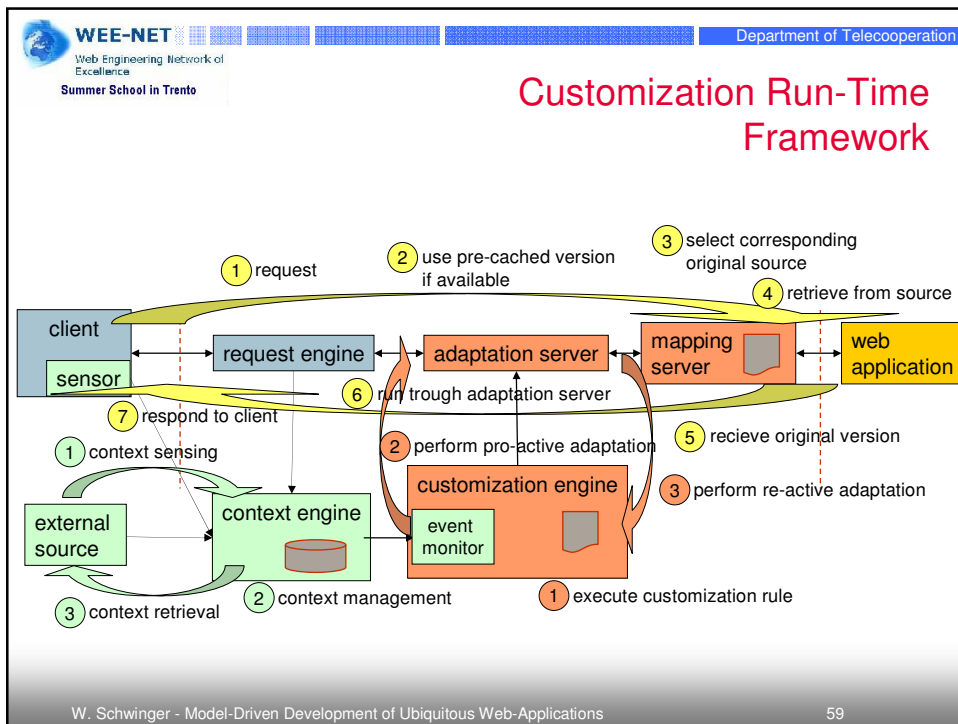 WEE-NET
Department of Telecooperation
Web Engineering Network of
Excellence
Summer School in Trento
Customization Run-Time
Framework
1 request
2 use pre-cached version
if available
3 select corresponding
original source
4 retrieve from source
client
sensor
request engine
adaptation server
mapping
server
web
application
6 run trough adaptation server
7 respond to client
5 recieve original version
1 context sensing
2 perform pro-active adaptation
3 perform re-active adaptation
external
source
context engine
customization engine
event
monitor
3 context retrieval
2 context management
1 execute customization rule
W. Schwinger - Model-Driven Development of Ubiquitous Web-Applications
59